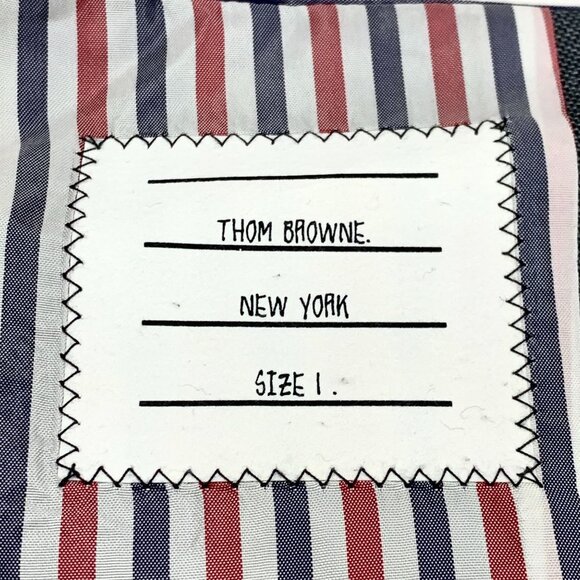 THOM BROWNE.
NEW YORK
SIZE 1 .